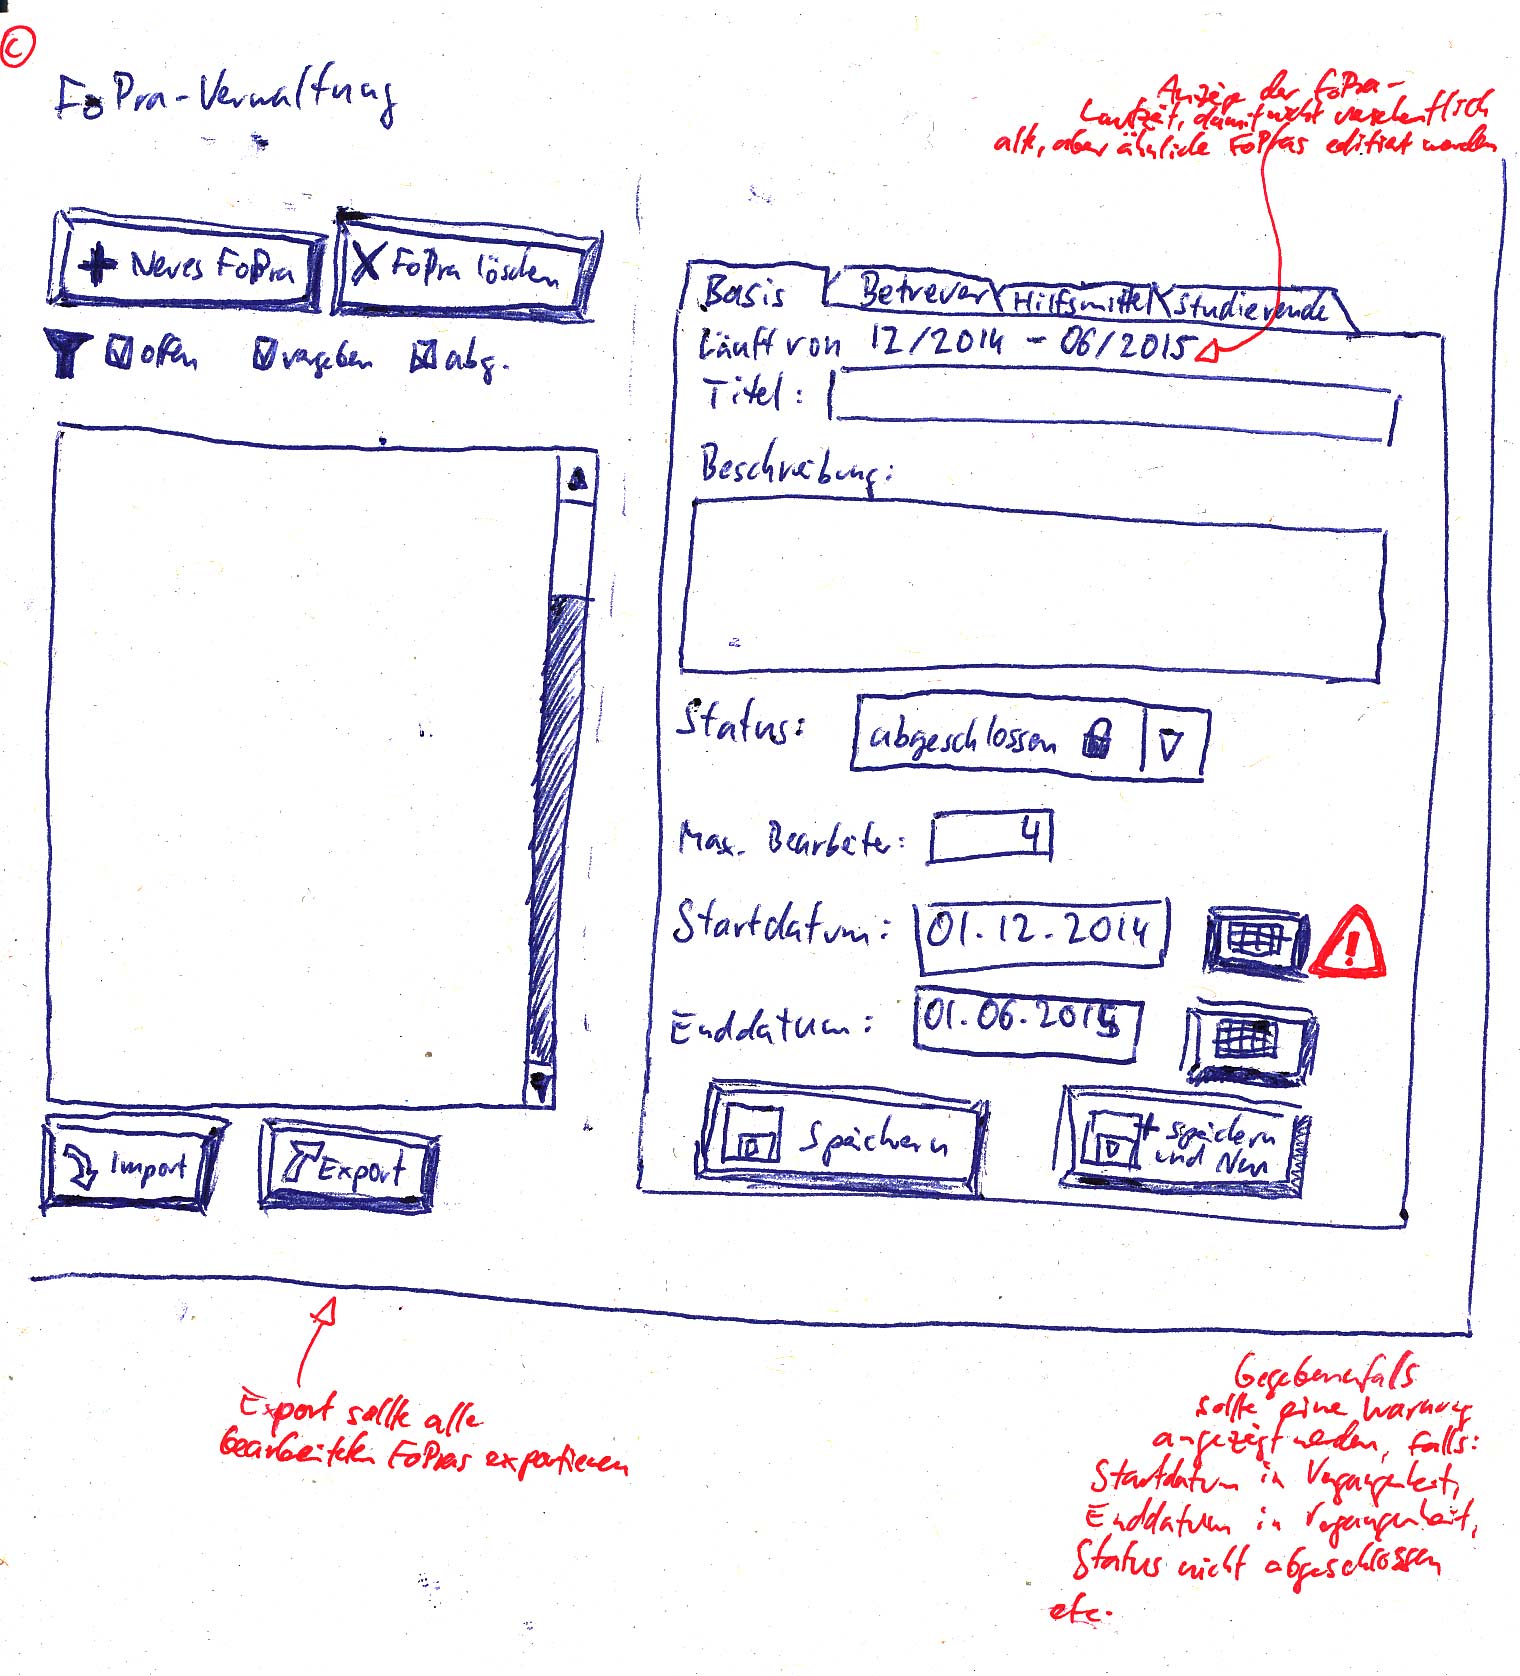 C
FoPra-Verwaltung
Anzeige der FoPra-
Laufzeit, damit nicht versehentlich
alte, aber ähnliche FoPras editiert werden
+ Neues FoPra
X FoPra löschen
offen
vergeben
abg.
Basis
Betreuer
Hilfsmittel
Studierende
Läuft von 12/2014 - 06/2015
Titel:
Beschreibung:
Status:
abgeschlossen
Max. Bearbeiter:
4
Startdatum:
01.12.2014
!
Enddatum:
01.06.2015
Speichern
+ Speichern
und Neu
Import
Export
Export sollte alle
bearbeiteten FoPras exportieren
Gegebenenfalls
sollte eine Warnung
angezeigt werden, falls:
Startdatum in Vergangenheit,
Enddatum in Vergangenheit,
Status nicht abgeschlossen
etc.